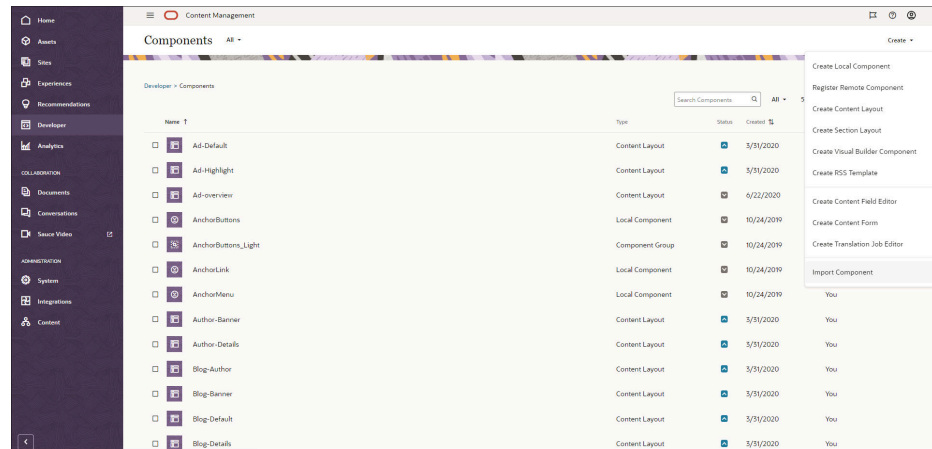 Home
Assets
Sites
Experiences
Recommendations
Developer
Analytics
COLLABORATION
Documents
Conversations
Sauce Video
ADMINISTRATION
System
Integrations
Content
Content Management
Components All
Create
Developer > Components
Search Components All 5
Name Type Status Created
Ad-Default Content Layout 3/31/2020
Ad-Highlight Content Layout 3/31/2020
Ad-overview Content Layout 6/22/2020
AnchorButtons Local Component 10/24/2019
AnchorButtons_Light Component Group 10/24/2019
AnchorLink Local Component 10/24/2019
AnchorMenu Local Component 10/24/2019 You
Author-Banner Content Layout 3/31/2020 You
Author-Details Content Layout 3/31/2020 You
Blog-Author Content Layout 3/31/2020 You
Blog-Banner Content Layout 3/31/2020 You
Blog-Default Content Layout 3/31/2020 You
Blog-Details Content Layout 3/31/2020 You
Create Local Component
Register Remote Component
Create Content Layout
Create Section Layout
Create Visual Builder Component
Create RSS Template
Create Content Field Editor
Create Content Form
Create Translation Job Editor
Import Component